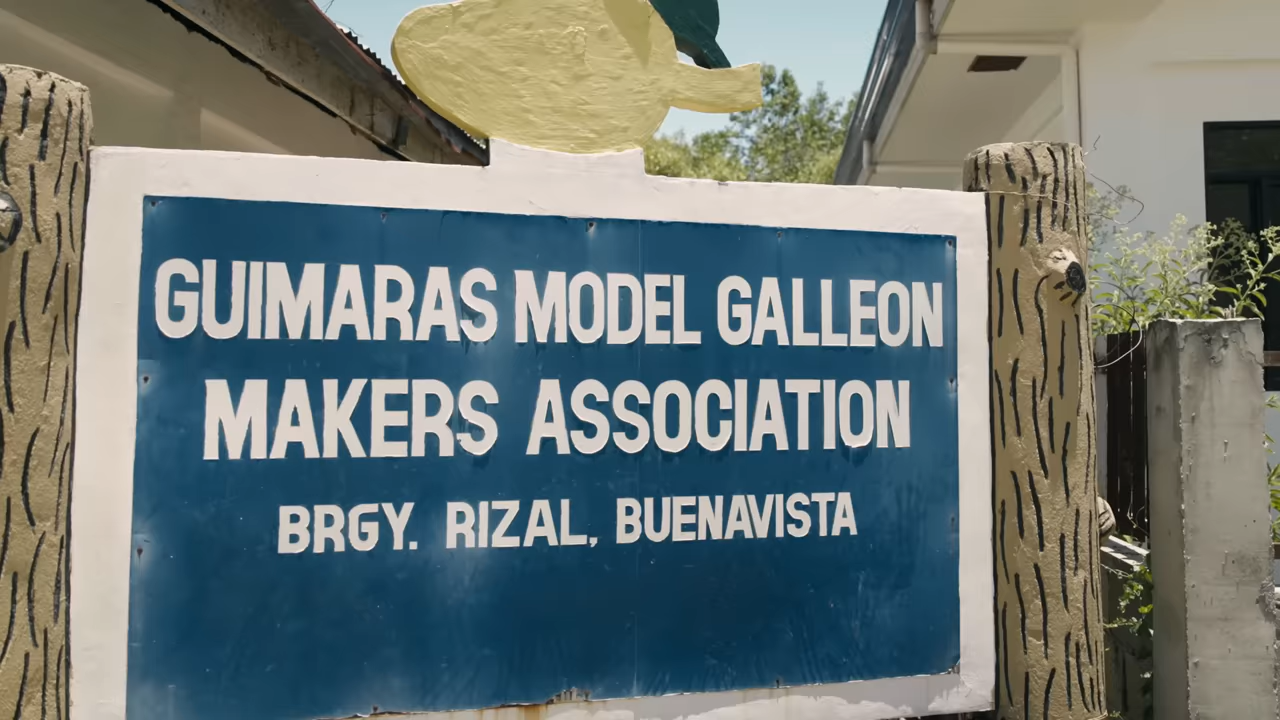 GUIMARAS MODEL GALLEON
MAKERS ASSOCIATION
BRGY. RIZAL, BUENAVISTA